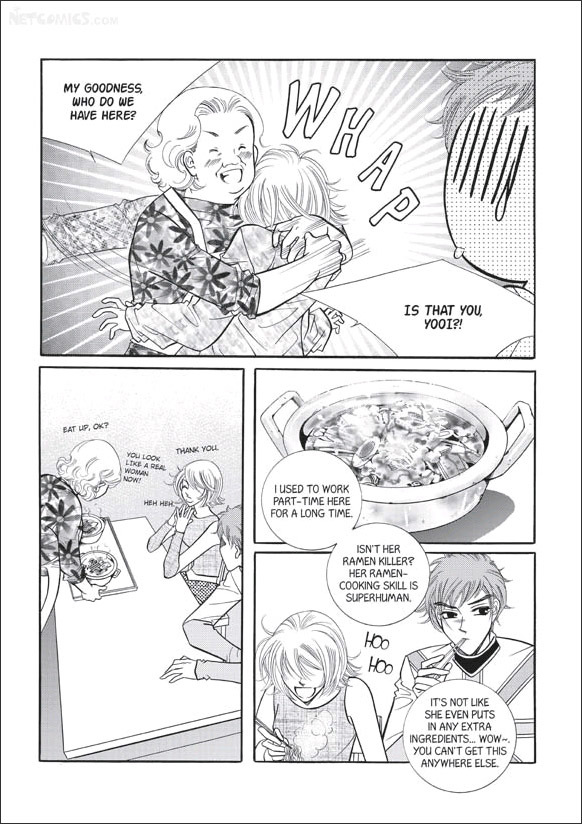 NETCOMICS.COM
MY GOODNESS,
WHO DO WE
HAVE HERE?
WHAP
IS THAT YOU,
YOOI?!
EAT UP, OK?
YOU LOOK
LIKE A REAL
WOMAN
NOW!
THANK YOU.
HEH HEH
I USED TO WORK
PART-TIME HERE
FOR A LONG TIME.
ISN'T HER
RAMEN KILLER?
HER RAMEN-
COOKING SKILL IS
SUPERHUMAN.
HOO
HOO
IT'S NOT LIKE
SHE EVEN PUTS
IN ANY EXTRA
INGREDIENTS... WOW~.
YOU CAN'T GET THIS
ANYWHERE ELSE.